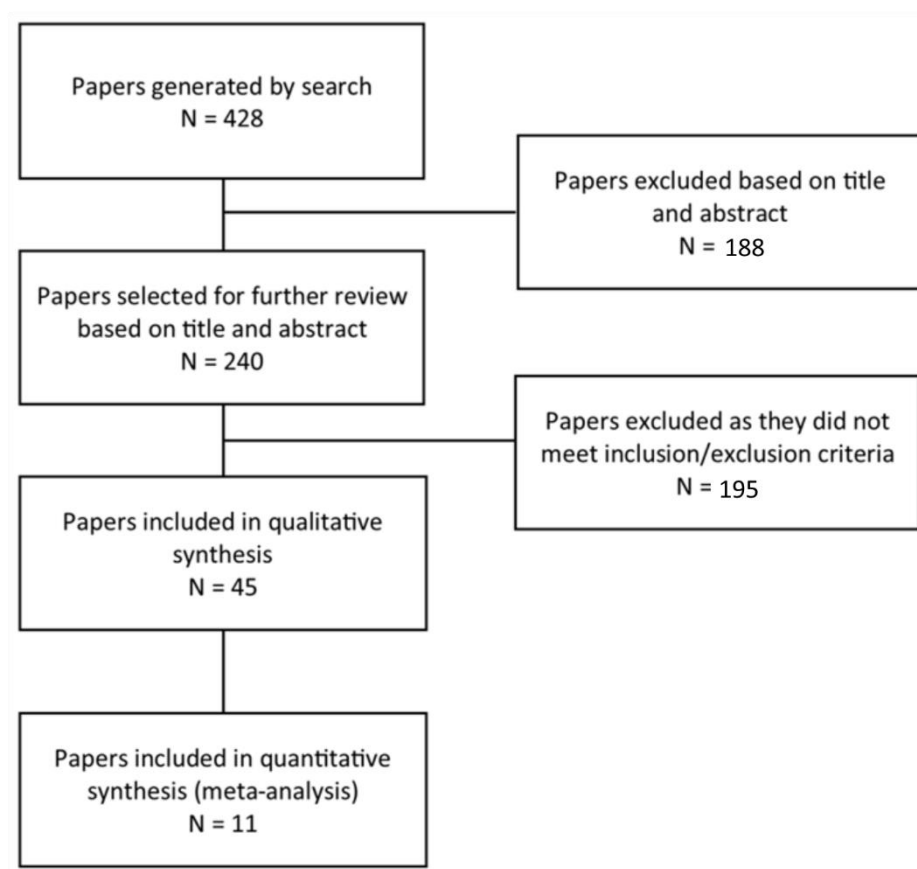 Papers generated by search
N = 428
Papers excluded based on title
and abstract
N = 188
Papers selected for further review
based on title and abstract
N = 240
Papers excluded as they did not
meet inclusion/exclusion criteria
N = 195
Papers included in qualitative
synthesis
N = 45
Papers included in quantitative
synthesis (meta-analysis)
N = 11